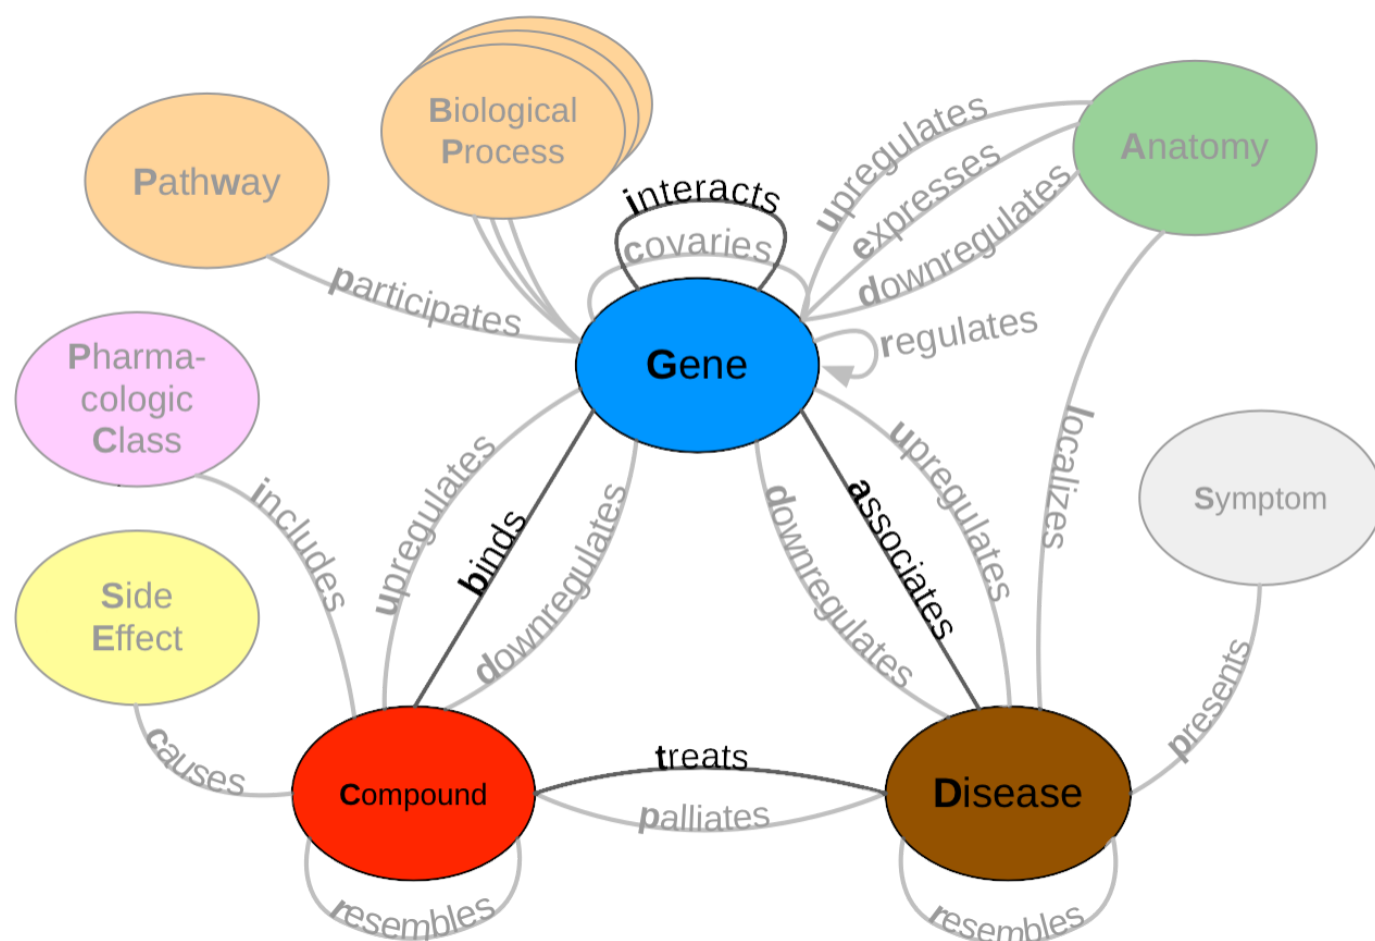 Biological
Process
Anatomy
Pathway
interacts
covaries
upregulates
expresses
downregulates
participates
regulates
Pharma-
cologic
Class
Gene
localizes
Symptom
includes
upregulates
binds
downregulates
downregulates
associates
upregulates
Side
Effect
causes
Compound
treats
palliates
Disease
presents
resembles
resembles